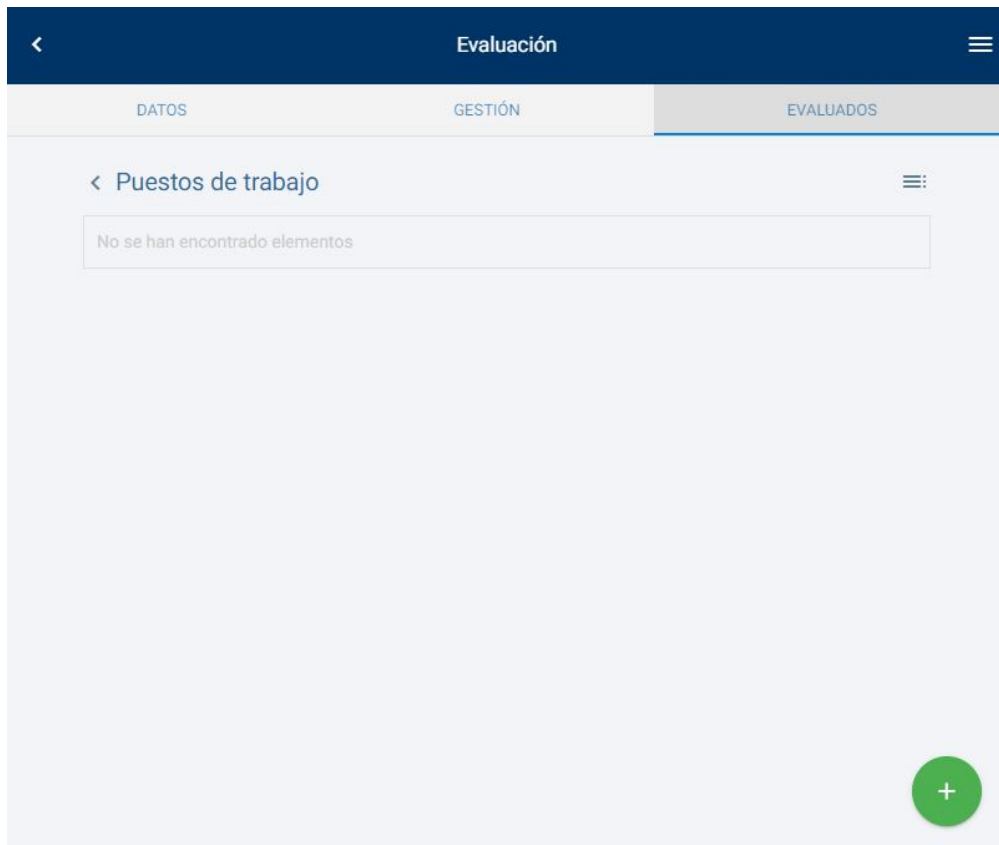 Evaluación
DATOS GESTIÓN EVALUADOS
Puestos de trabajo
No se han encontrado elementos